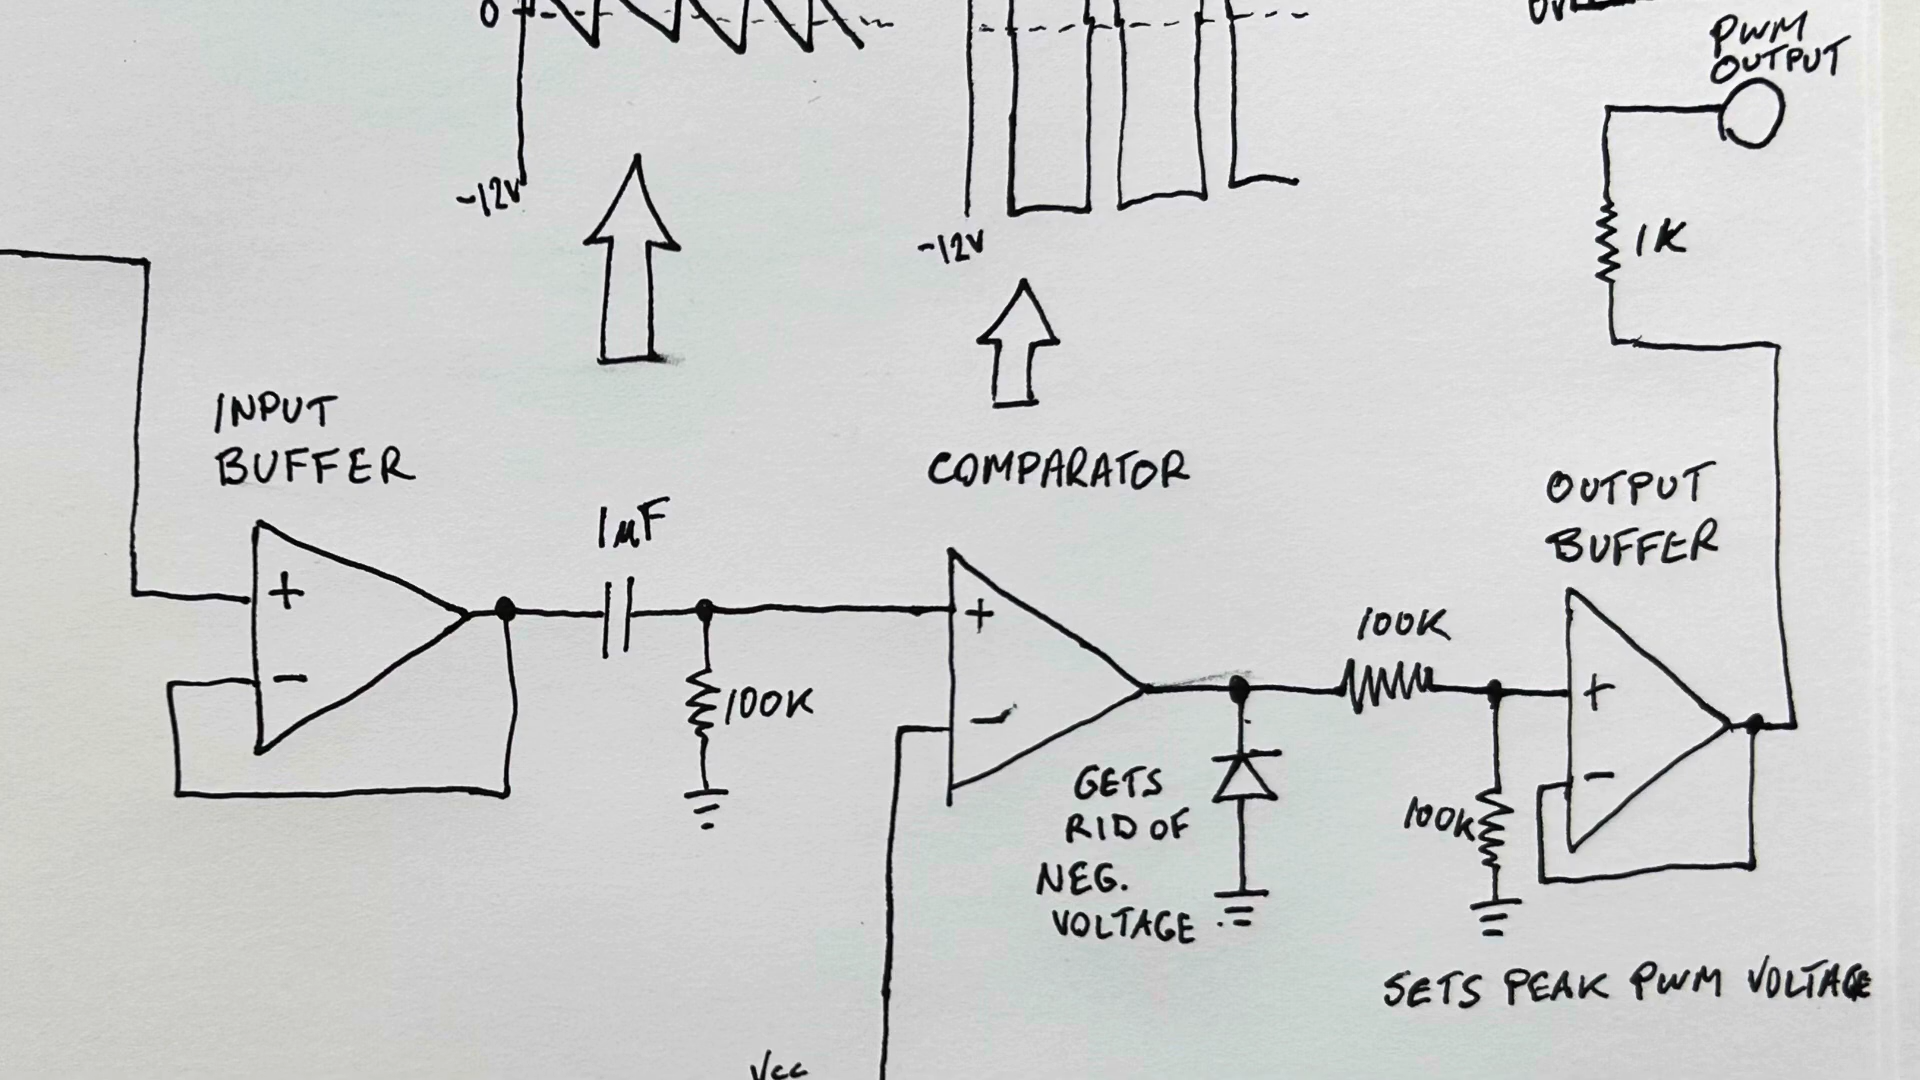 0
-12V
-12V
PWM
OUTPUT
1K
INPUT
BUFFER
1µF
+
-
100K
COMPARATOR
+
-
GETS
RID OF
NEG.
VOLTAGE
100K
OUTPUT
BUFFER
+
-
100K
SETS PEAK PWM VOLTAGE
Vcc